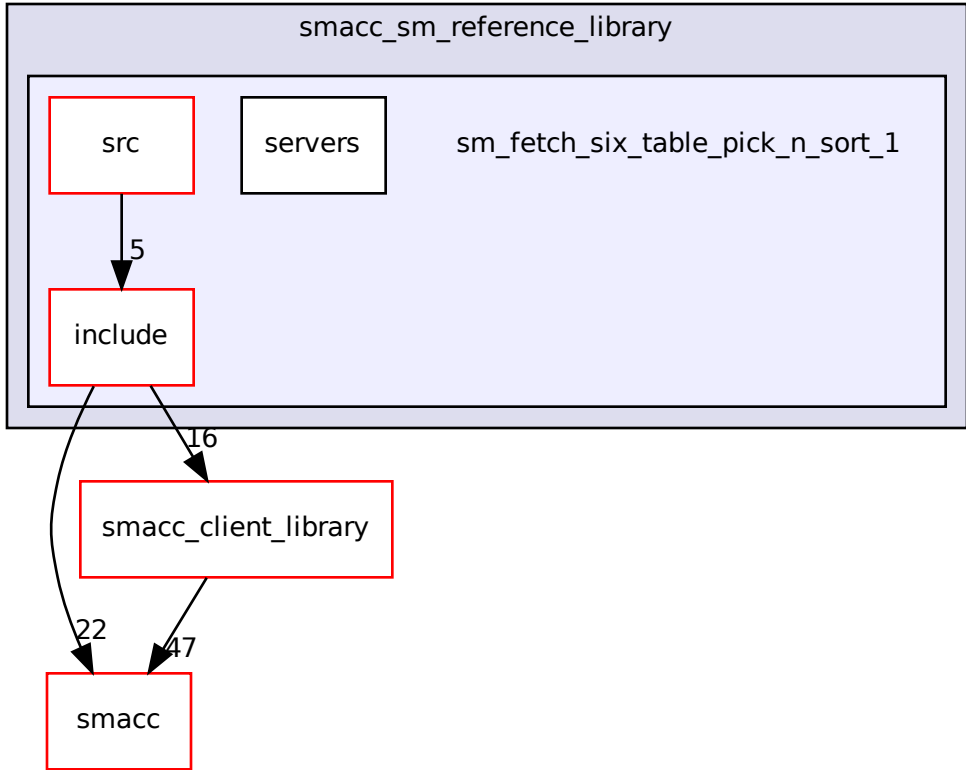 smacc_sm_reference_library
src
servers
sm_fetch_six_table_pick_n_sort_1
5
include
16
smacc_client_library
22
47
smacc